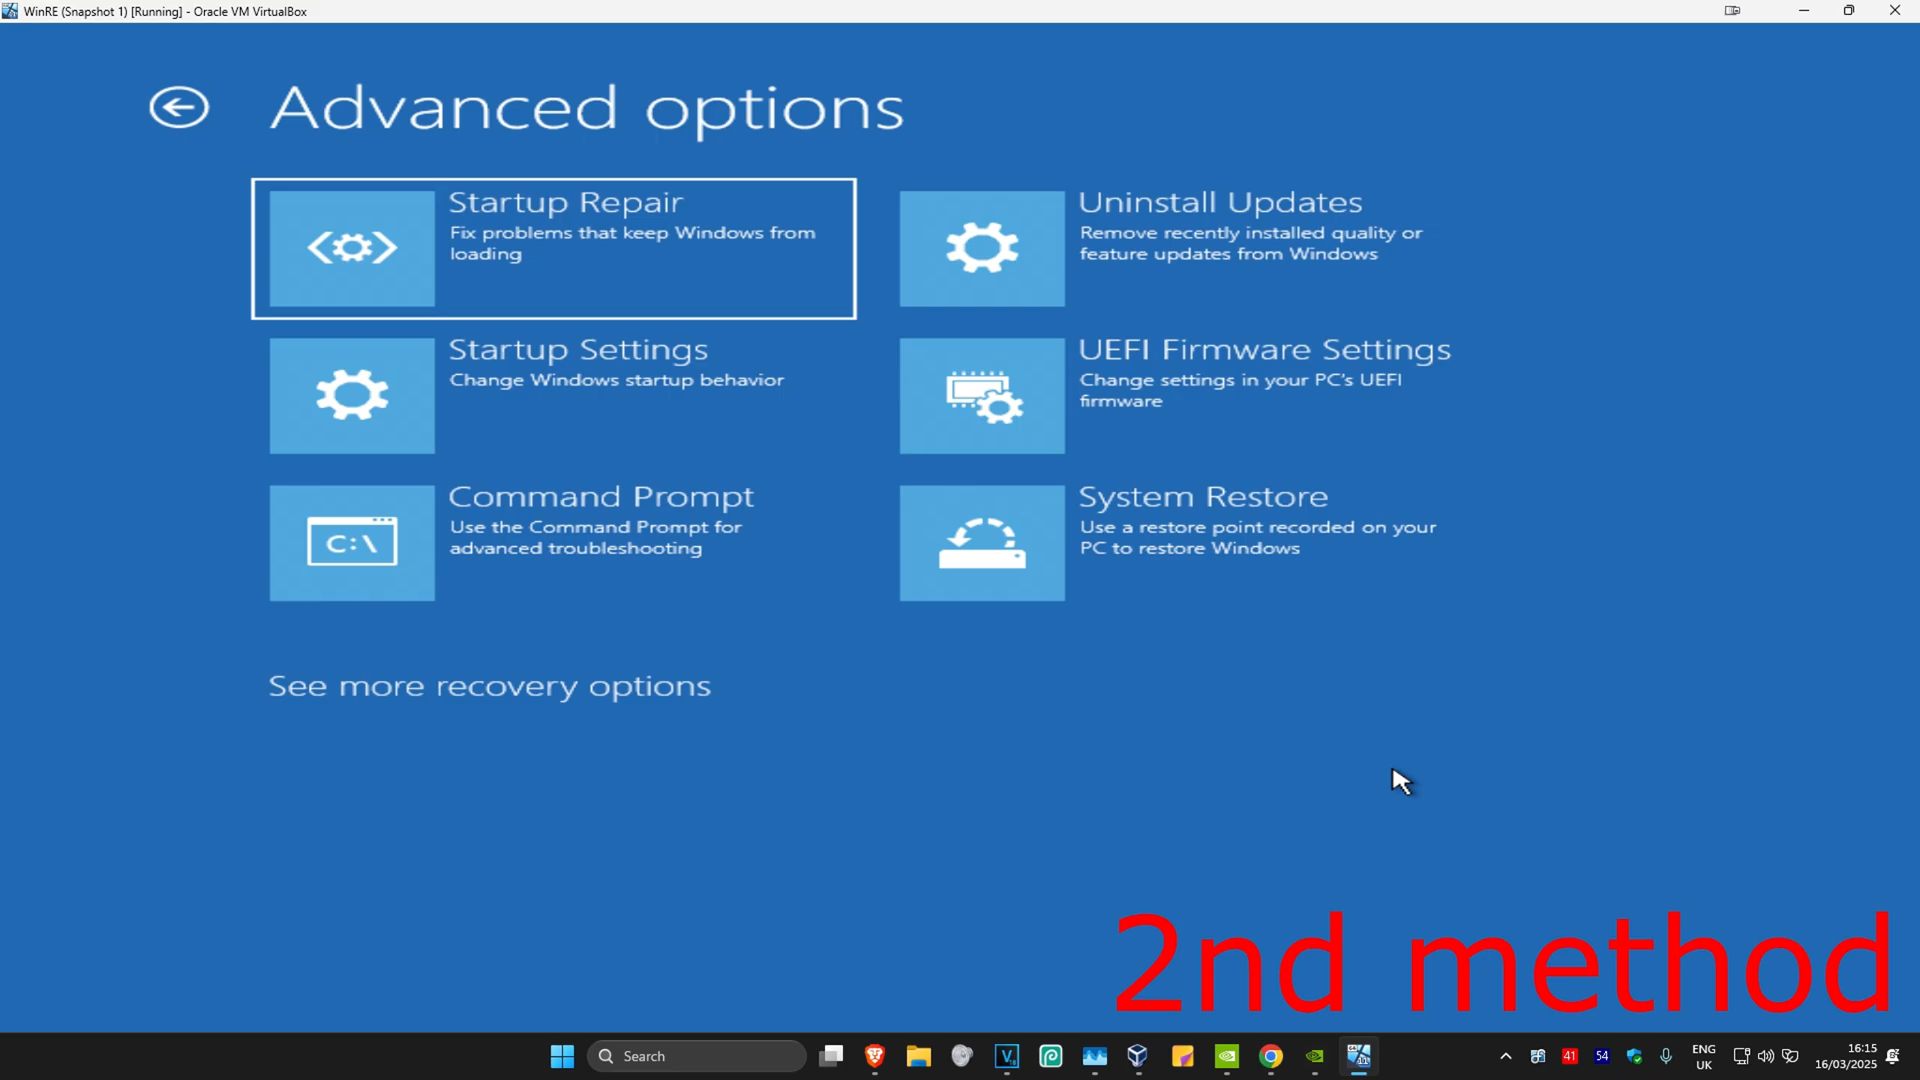 WinRE (Snapshot 1) [Running] - Oracle VM VirtualBox
Advanced options
Startup Repair
Fix problems that keep Windows from
loading
Uninstall Updates
Remove recently installed quality or
feature updates from Windows
Startup Settings
Change Windows startup behavior
UEFI Firmware Settings
Change settings in your PC's UEFI
firmware
C:\
Command Prompt
Use the Command Prompt for
advanced troubleshooting
System Restore
Use a restore point recorded on your
PC to restore Windows
See more recovery options
2nd method
Search
41
54
ENG
UK
16:15
16/03/2025